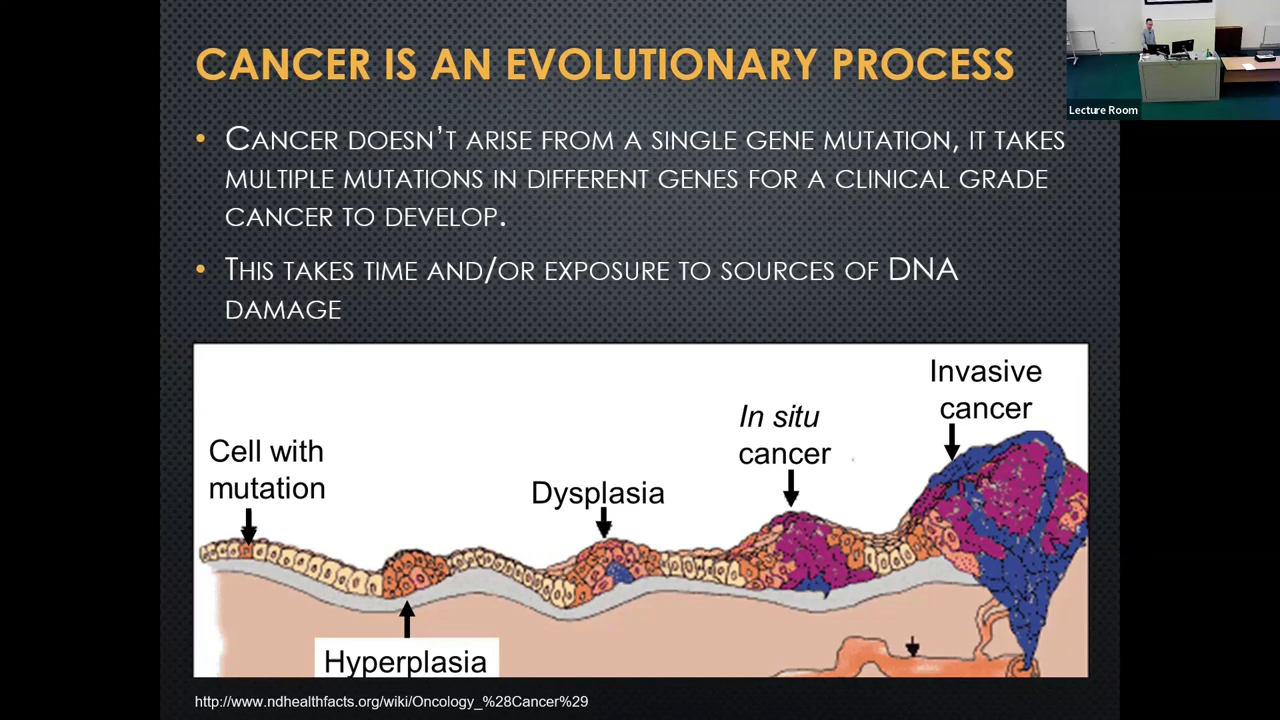 CANCER IS AN EVOLUTIONARY PROCESS
Lecture Room
• CANCER DOESN'T ARISE FROM A SINGLE GENE MUTATION, IT TAKES
MULTIPLE MUTATIONS IN DIFFERENT GENES FOR A CLINICAL GRADE
CANCER TO DEVELOP.
• THIS TAKES TIME AND/OR EXPOSURE TO SOURCES OF DNA
DAMAGE
Invasive
cancer
In situ
cancer
Cell with
mutation
Dysplasia
Hyperplasia
http://www.ndhealthfacts.org/wiki/Oncology_%28Cancer%29